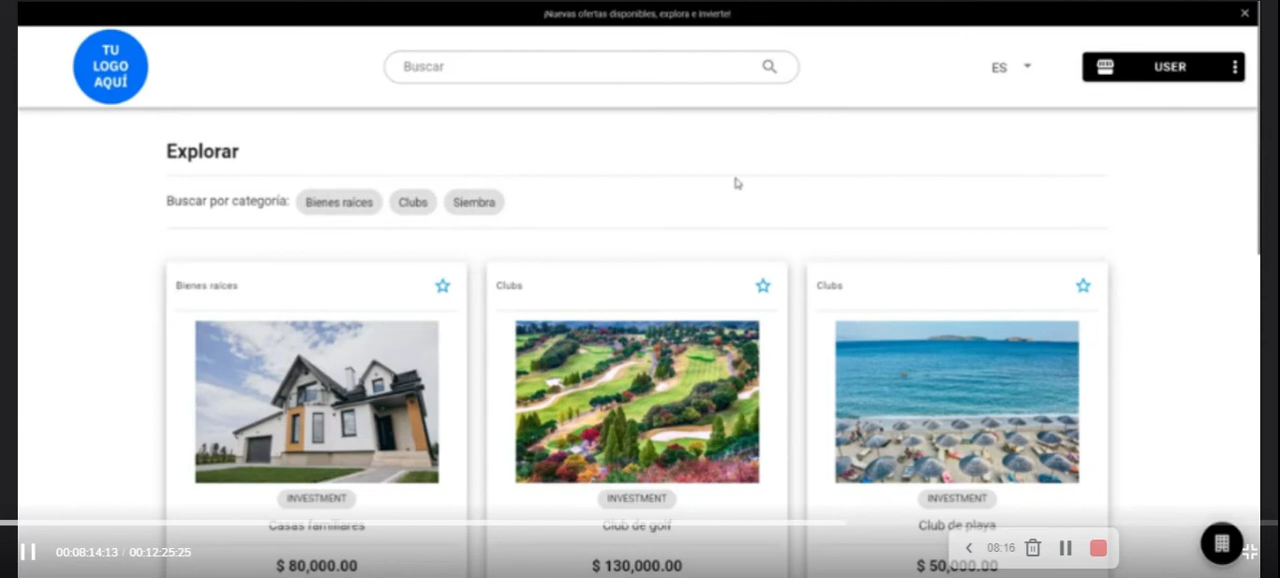 ¡Nuevas ofertas disponibles, explora e invierte!
TU
LOGO
AQUÍ
Buscar
ES
USER
Explorar
Buscar por categoría: Bienes raíces Clubs Siembra
Bienes raíces
Clubs
Clubs
INVESTMENT
INVESTMENT
INVESTMENT
Casas familiares
Club de golf
Club de playa
$ 80,000.00
$ 130,000.00
$ 50,000.00
00:08:14:13 / 00:12:25:25
08:16